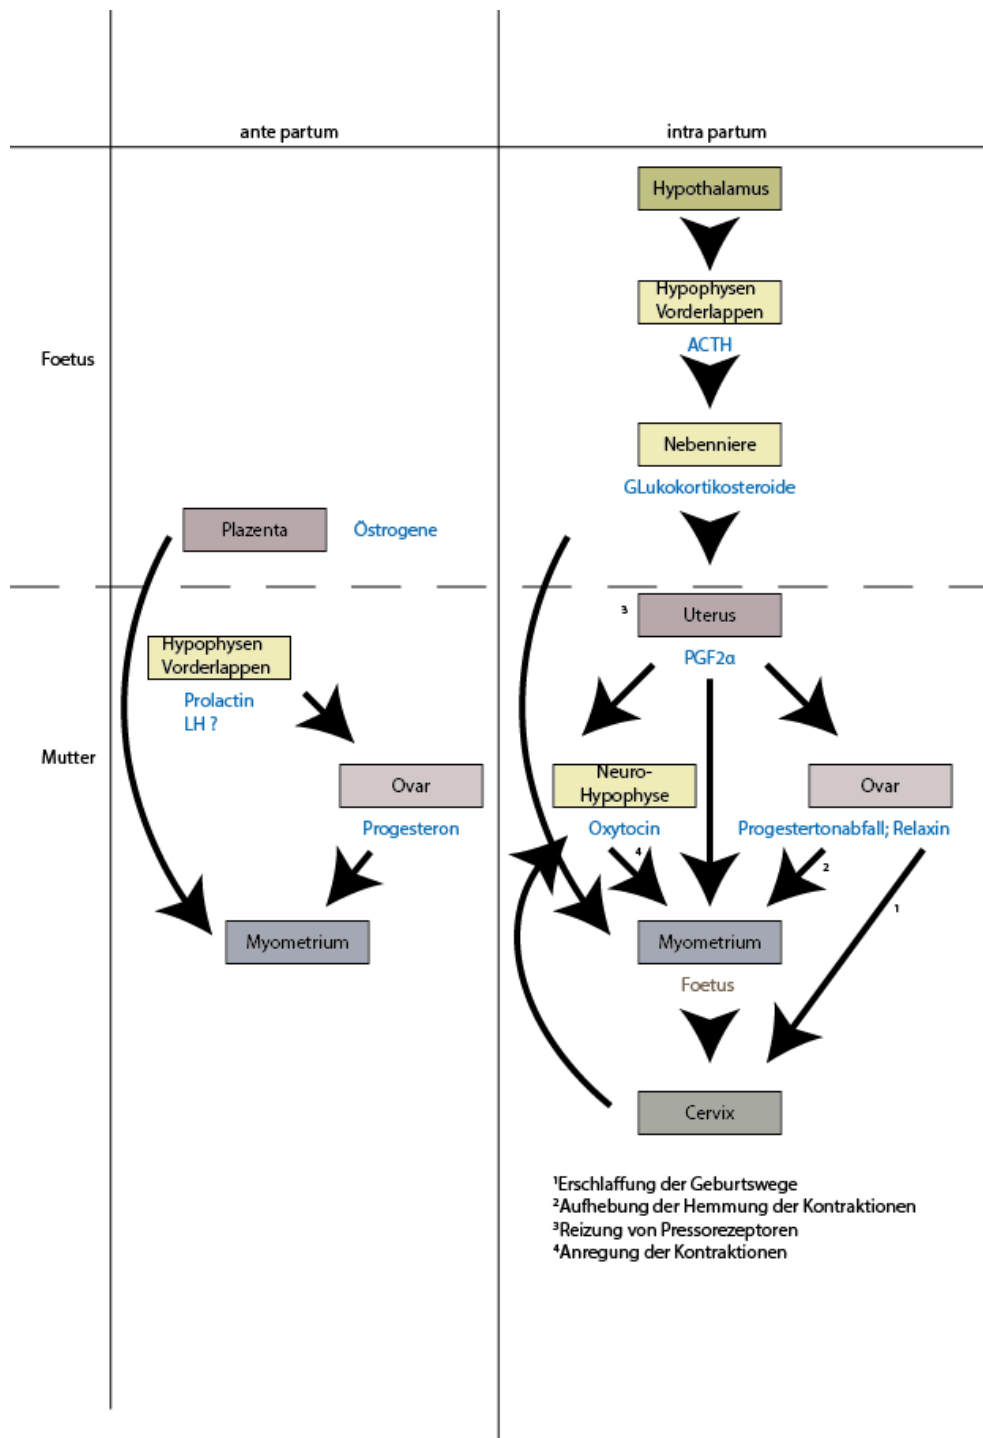 ante partum
intra partum
Foetus
Plazenta
Östrogene
Hypothalamus
Hypophysen
Vorderlappen
ACTH
Nebenniere
GLukokortikosteroide
Mutter
Hypophysen
Vorderlappen
Prolactin
LH ?
Ovar
Progesteron
Myometrium
³
Uterus
PGF2α
Neuro-
Hypophyse
Oxytocin
⁴
Ovar
Progestertonabfall; Relaxin
²
¹
Myometrium
Foetus
Cervix
¹Erschlaffung der Geburtswege
²Aufhebung der Hemmung der Kontraktionen
³Reizung von Pressorezeptoren
⁴Anregung der Kontraktionen